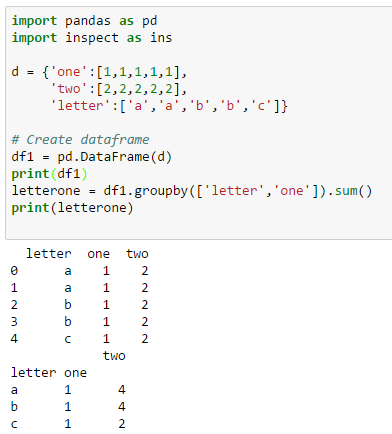 import pandas as pd
import inspect as ins
d = {'one':[1,1,1,1,1],
'two':[2,2,2,2,2],
'letter':['a','a','b','b','c']}
# Create dataframe
df1 = pd.DataFrame(d)
print(df1)
letterone = df1.groupby(['letter','one']).sum()
print(letterone)
letter one two
0 a 1 2
1 a 1 2
2 b 1 2
3 b 1 2
4 c 1 2
two
letter one
a 1 4
b 1 4
c 1 2